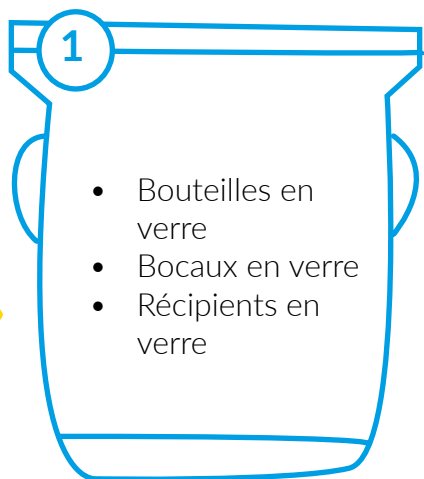 1
• Bouteilles en
verre
• Bocaux en verre
• Récipients en
verre